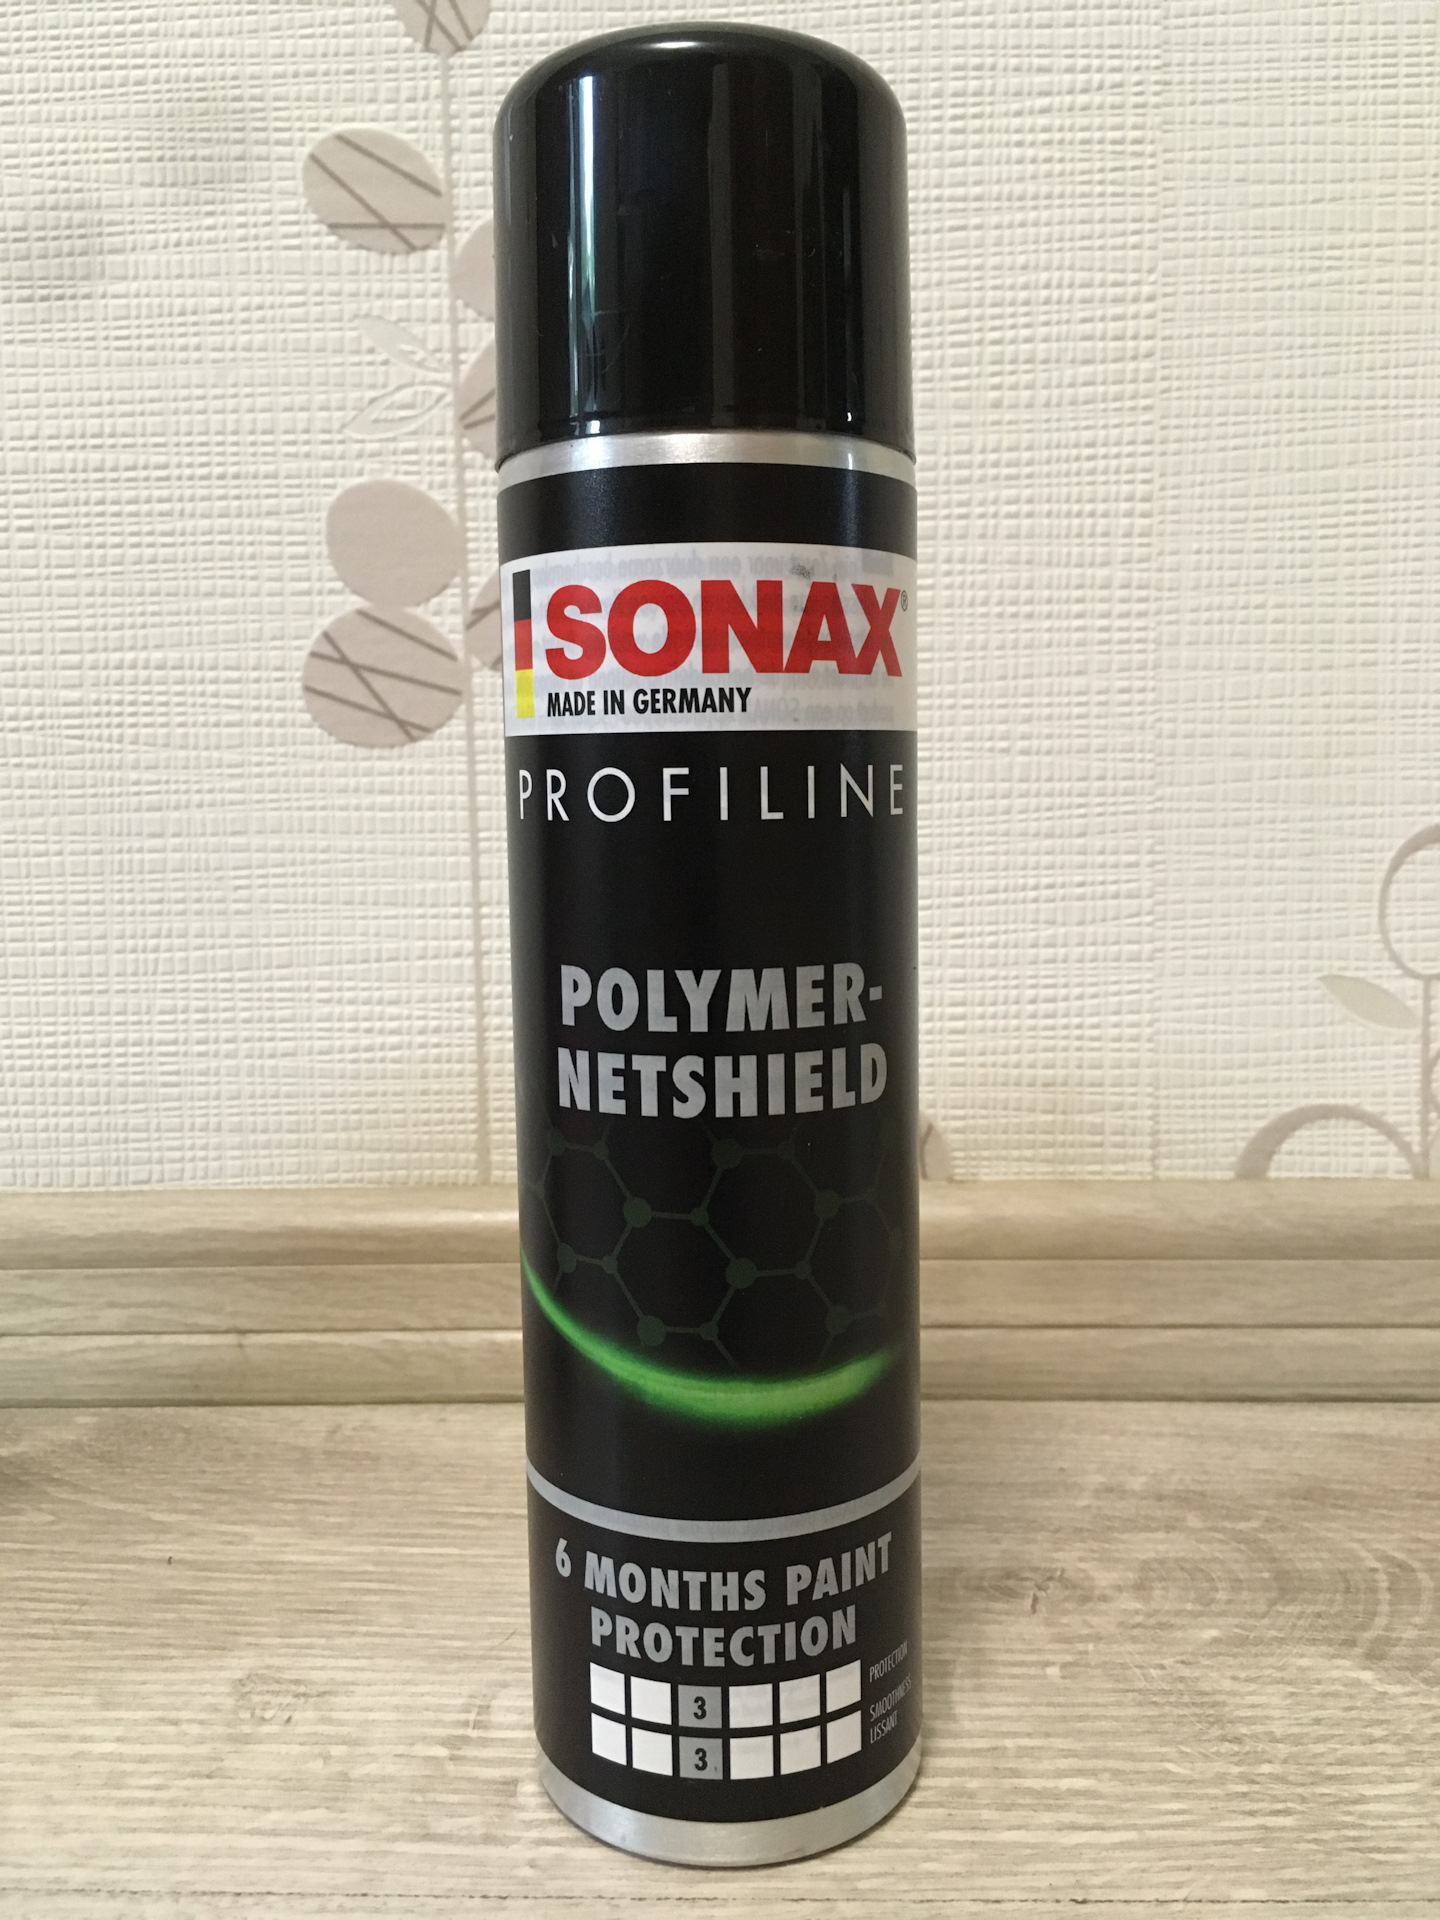 SONAX®
MADE IN GERMANY
PROFILINE
POLYMER-
NETSHIELD
6 MONTHS PAINT
PROTECTION
3
PROTECTION
3
SMOOTHNESS
LISSANT